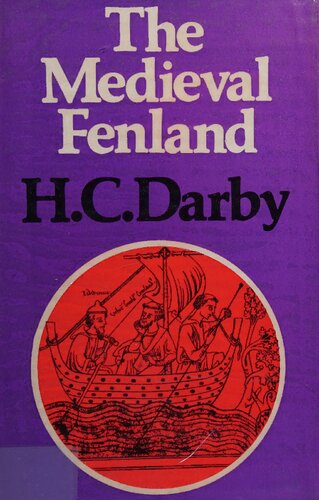 The
Medieval
Fenland
H.C.Darby